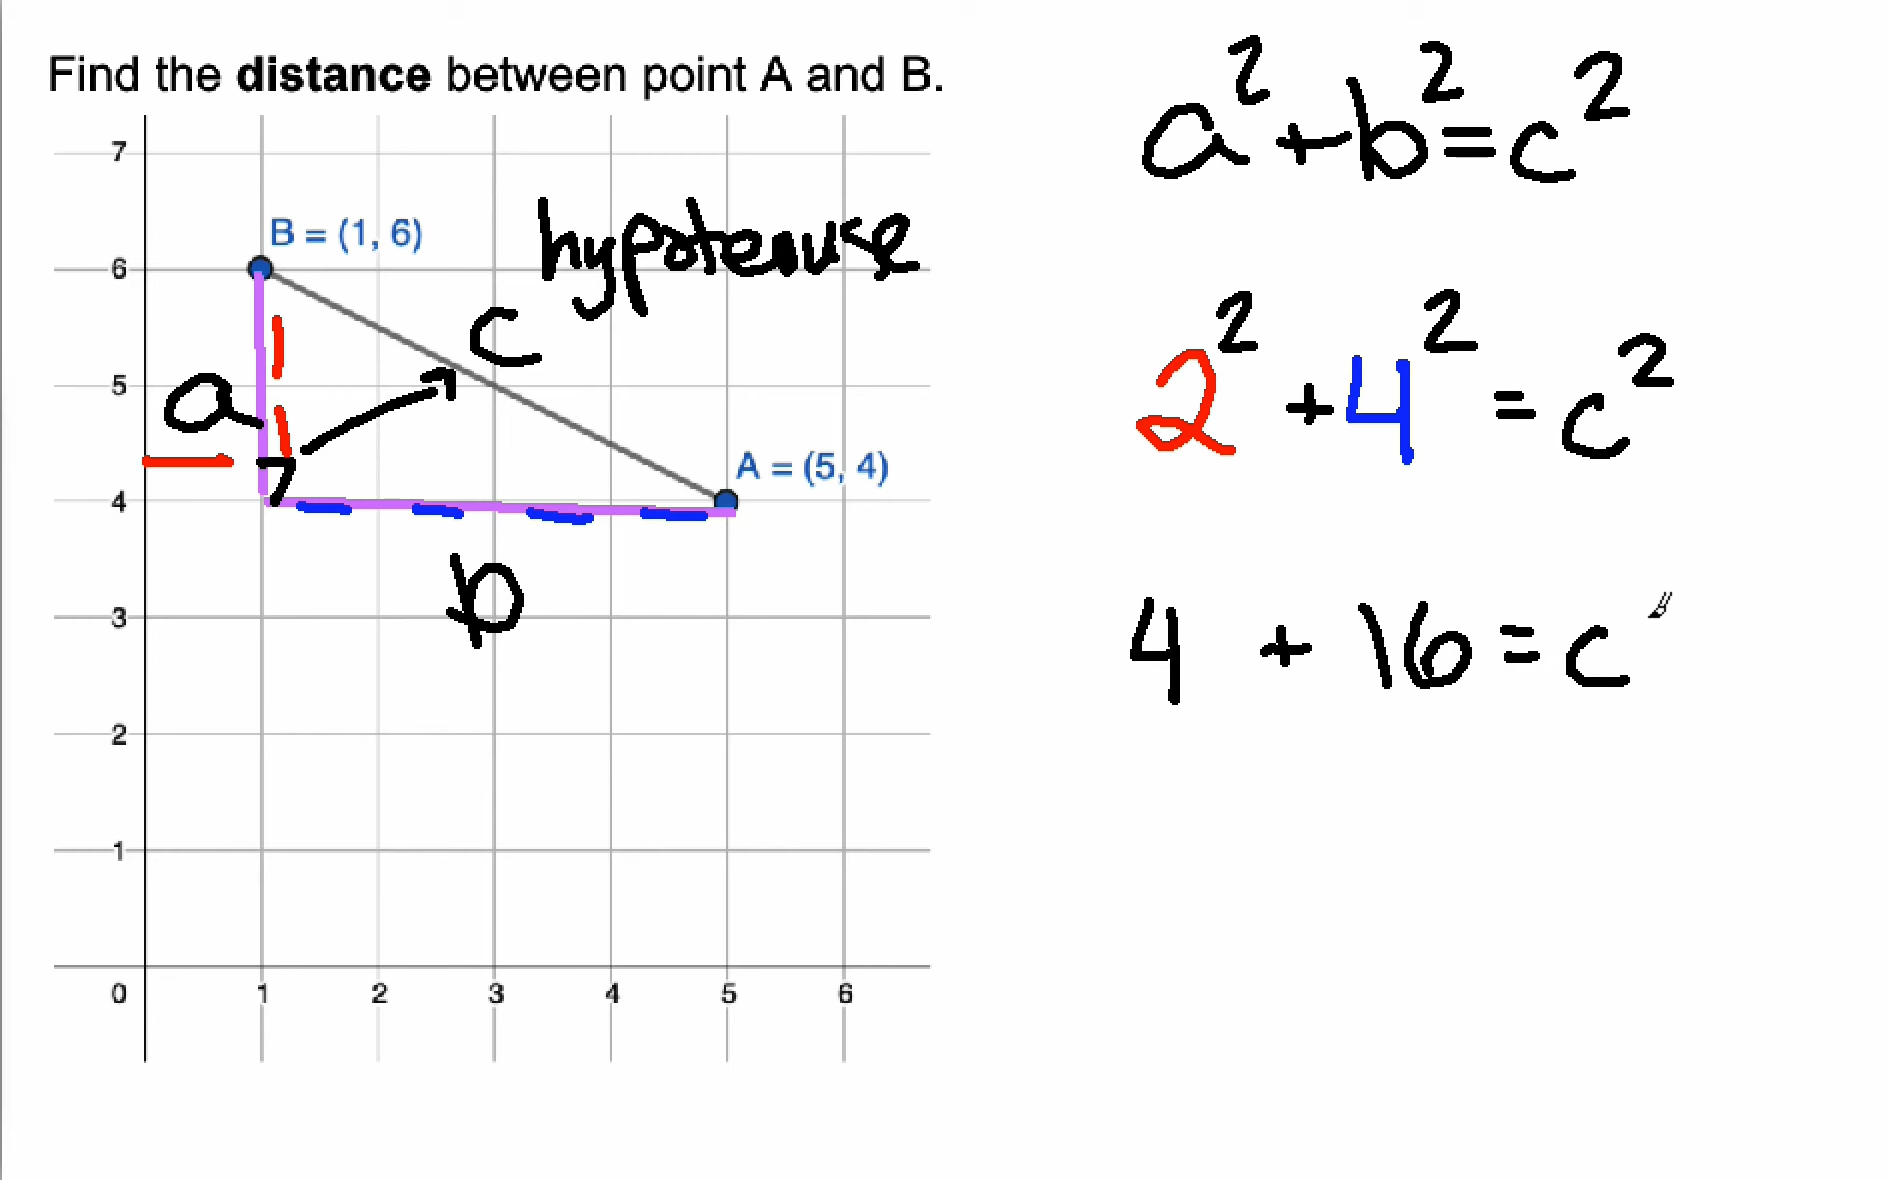 Find the distance between point A and B.
a² + b² = c²
7
B = (1, 6)
hypotenuse
6
c
2² + 4² = c²
5
a
A = (5, 4)
4
b
4 + 16 = c
3
2
1
0 1 2 3 4 5 6